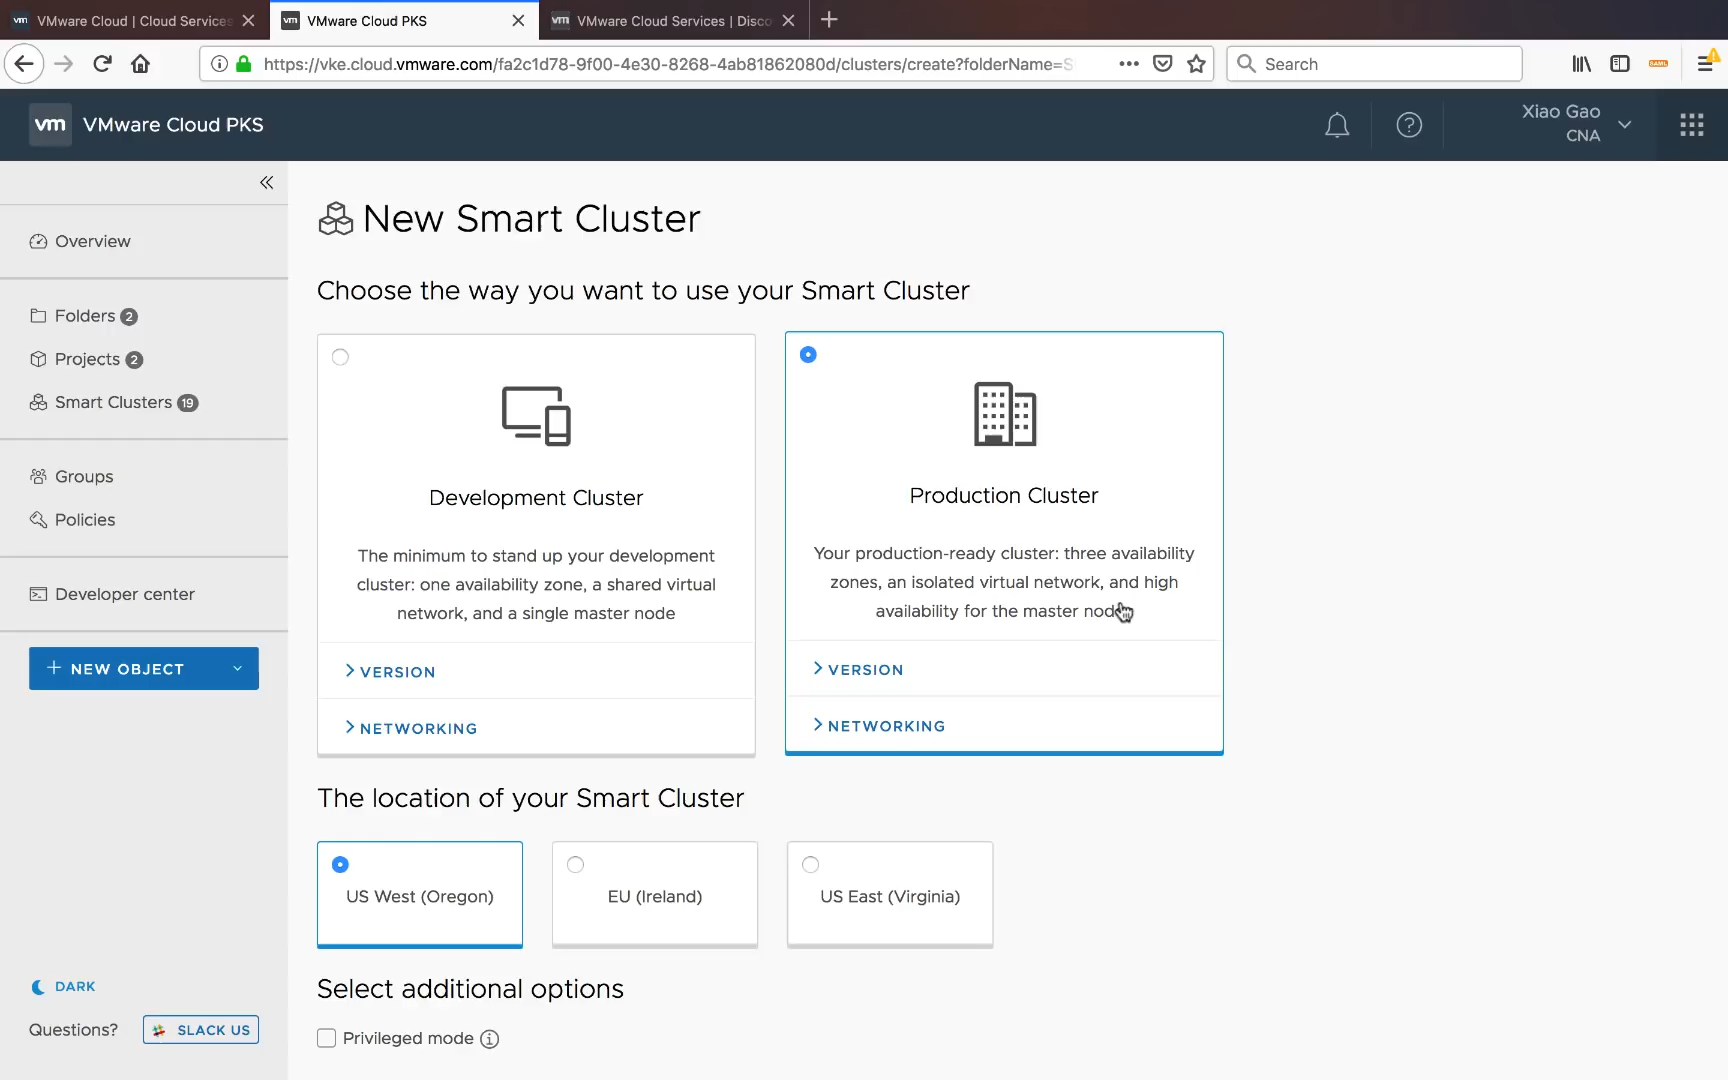 VMware Cloud | Cloud Services
VMware Cloud PKS
VMware Cloud Services | Disco
https://vke.cloud.vmware.com/fa2c1d78-9f00-4e30-8268-4ab81862080d/clusters/create?folderName=S
Search
vm VMware Cloud PKS
Xiao Gao
CNA
Overview
Folders 2
Projects 2
Smart Clusters 19
Groups
Policies
Developer center
+ NEW OBJECT
DARK
Questions? SLACK US
New Smart Cluster
Choose the way you want to use your Smart Cluster
Development Cluster
The minimum to stand up your development
cluster: one availability zone, a shared virtual
network, and a single master node
VERSION
NETWORKING
Production Cluster
Your production-ready cluster: three availability
zones, an isolated virtual network, and high
availability for the master node
VERSION
NETWORKING
The location of your Smart Cluster
US West (Oregon)
EU (Ireland)
US East (Virginia)
Select additional options
Privileged mode